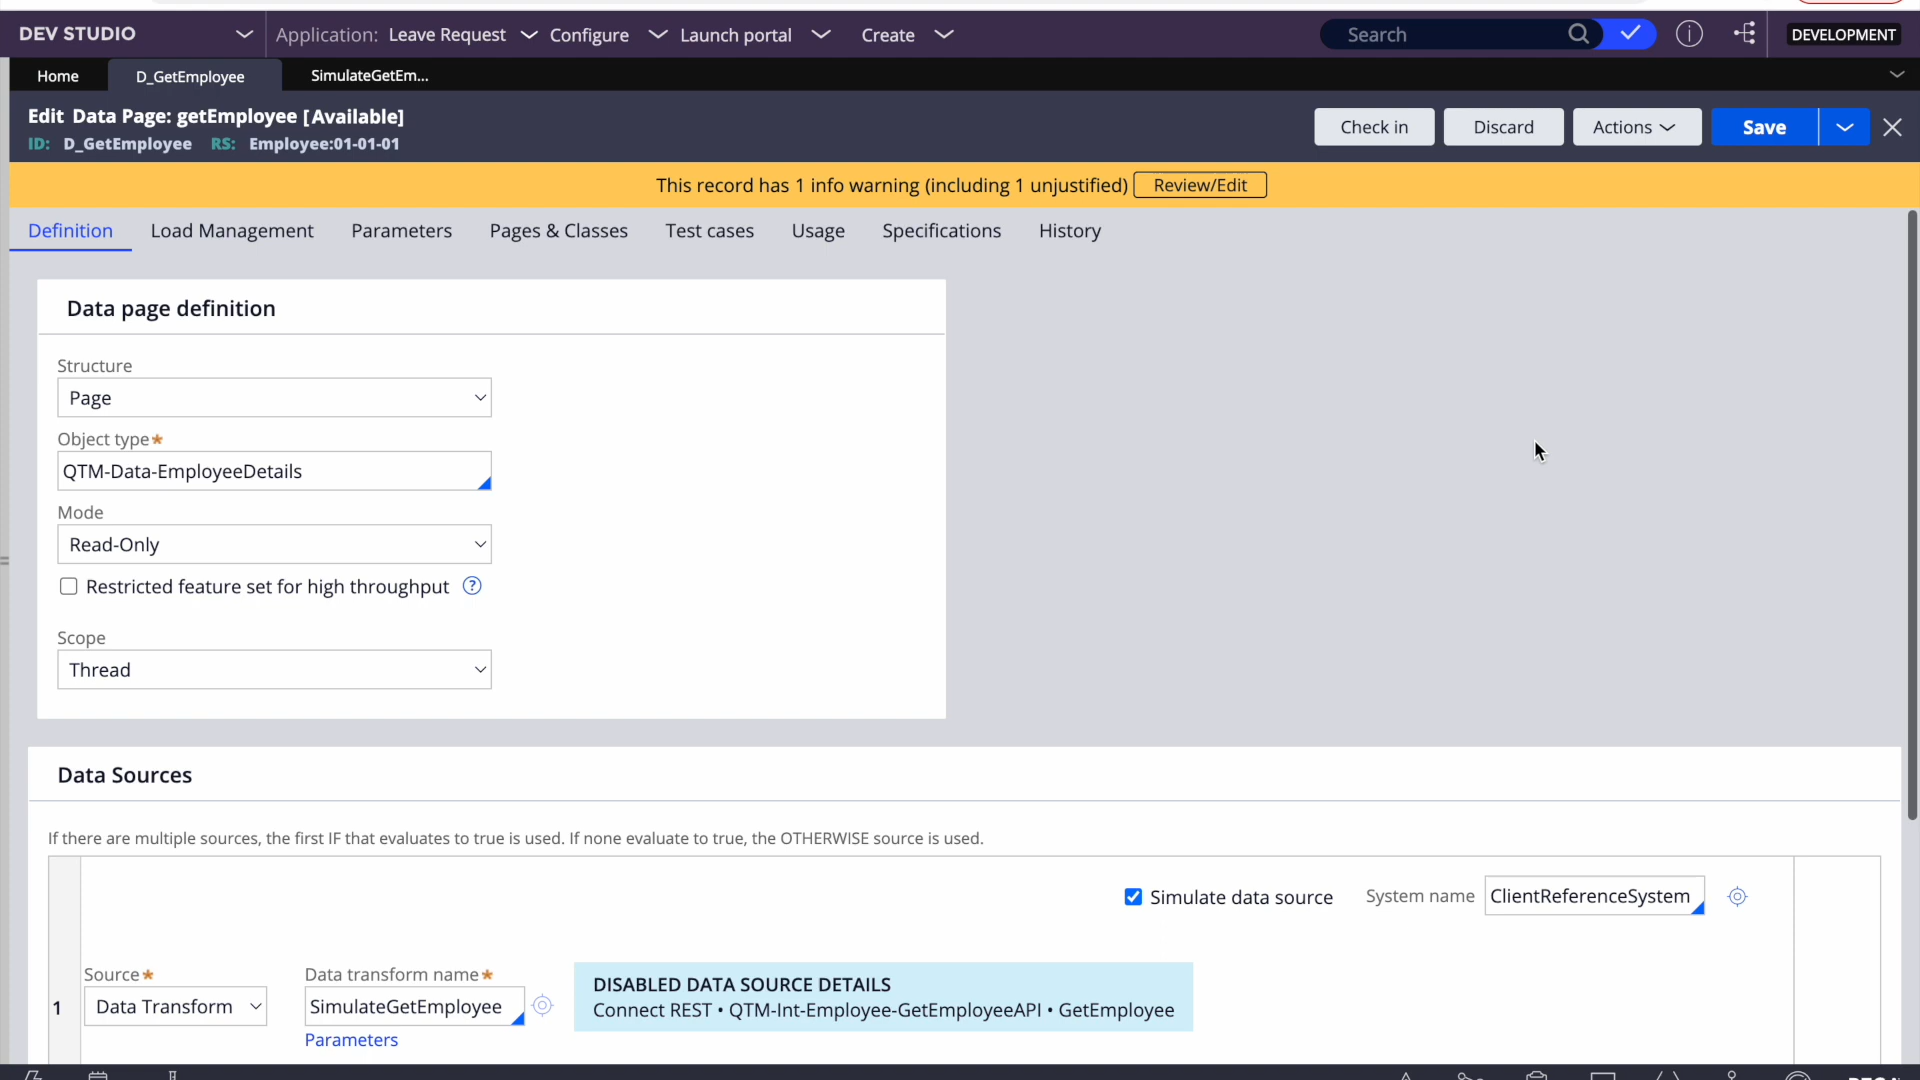 DEV STUDIO
Application: Leave Request Configure Launch portal Create Search DEVELOPMENT
Home D_GetEmployee SimulateGetEm...
Edit Data Page: getEmployee [Available]
ID: D_GetEmployee RS: Employee:01-01-01
Check in Discard Actions Save
This record has 1 info warning (including 1 unjustified) Review/Edit
Definition Load Management Parameters Pages & Classes Test cases Usage Specifications History
Data page definition
Structure
Page
Object type*
QTM-Data-EmployeeDetails
Mode
Read-Only
Restricted feature set for high throughput ?
Scope
Thread
Data Sources
If there are multiple sources, the first IF that evaluates to true is used. If none evaluate to true, the OTHERWISE source is used.
Simulate data source System name ClientReferenceSystem
Source* Data transform name*
1 Data Transform SimulateGetEmployee
Parameters
DISABLED DATA SOURCE DETAILS
Connect REST • QTM-Int-Employee-GetEmployeeAPI • GetEmployee